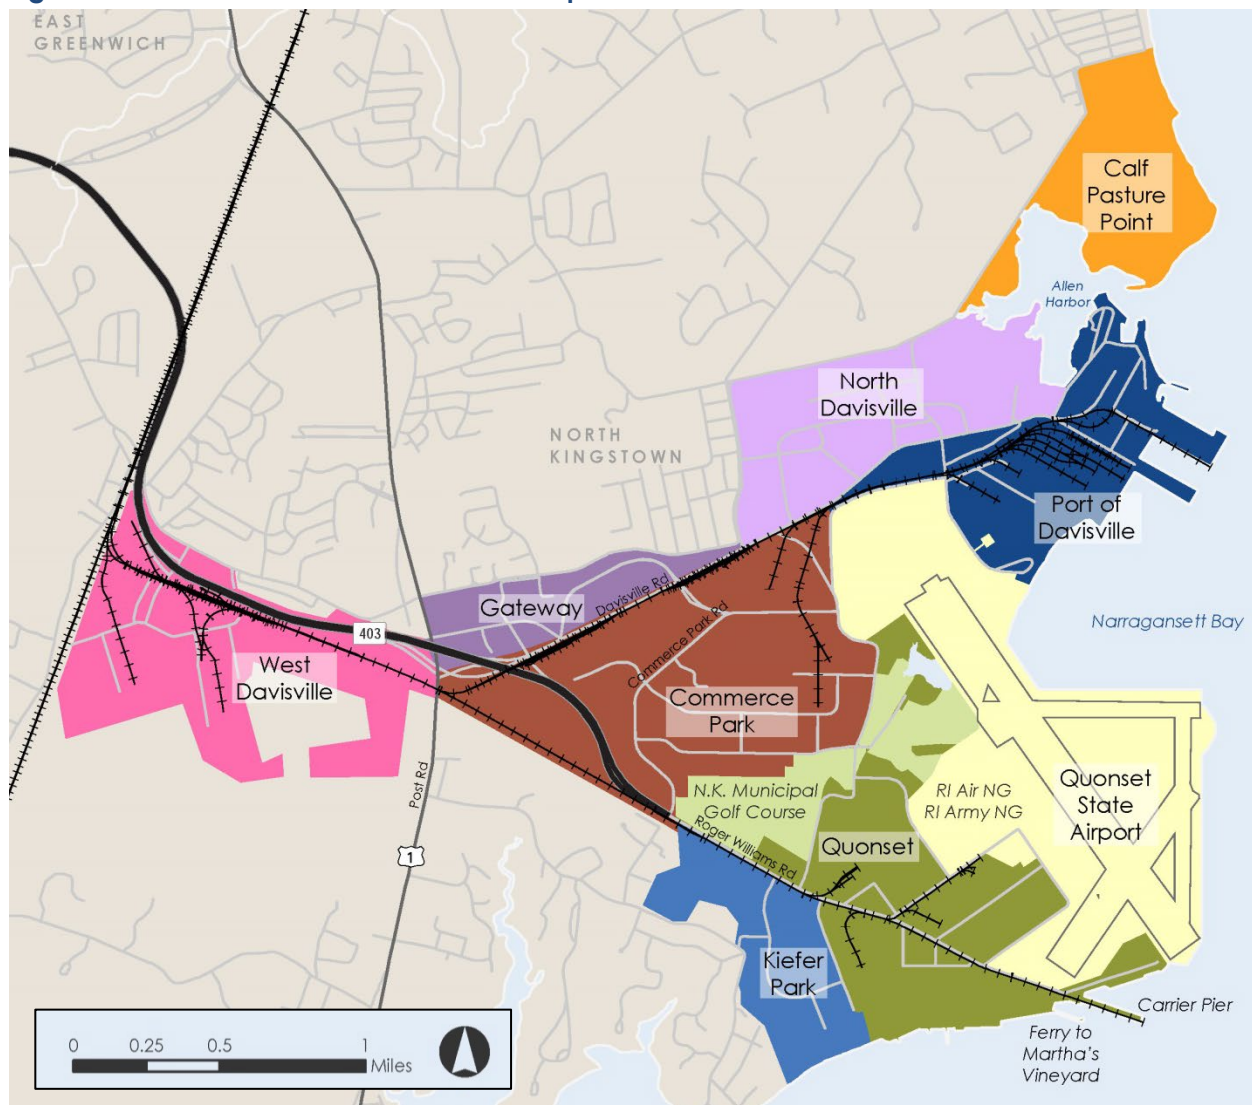 EAST
GREENWICH
Calf
Pasture
Point
Allen
Harbor
North
Davisville
NORTH
KINGSTOWN
Port of
Davisville
Gateway
Davisville Rd
403
Narragansett Bay
West
Davisville
Commerce Park Rd
Commerce
Park
Post Rd
N.K. Municipal
Golf Course
RI Air NG
RI Army NG
Quonset
State
Airport
Roger Williams Rd
Quonset
1
Kiefer
Park
Carrier Pier
Ferry to
Martha's
Vineyard
0 0.25 0.5 1
Miles